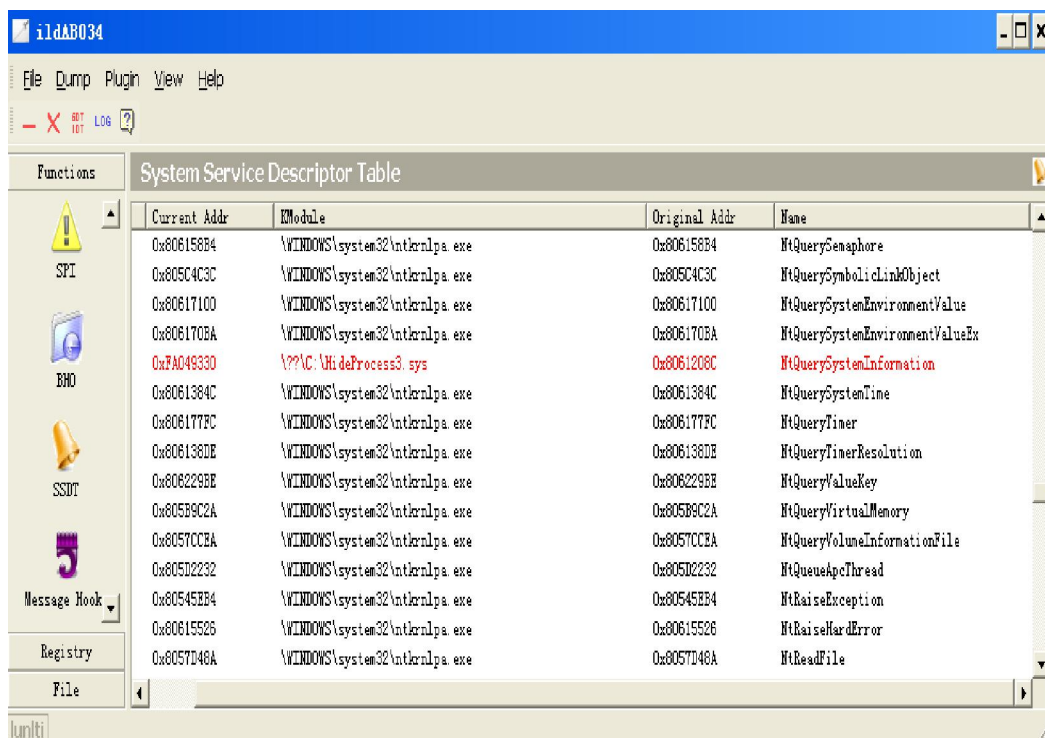 ildAB034
File Dump Plugin View Help
GDT IDT LOG
Functions
System Service Descriptor Table
Current Addr KModule Original Addr Name
0x806158B4 \WINDOWS\system32\ntkrnlpa.exe 0x806158B4 NtQuerySemaphore
0x805C4C3C \WINDOWS\system32\ntkrnlpa.exe 0x805C4C3C NtQuerySymbolicLinkObject
0x80617100 \WINDOWS\system32\ntkrnlpa.exe 0x80617100 NtQuerySystemEnvironmentValue
0x806170BA \WINDOWS\system32\ntkrnlpa.exe 0x806170BA NtQuerySystemEnvironmentValueEx
0xFA049330 \??\C:\HideProcess3.sys 0x8061208C NtQuerySystemInformation
0x8061384C \WINDOWS\system32\ntkrnlpa.exe 0x8061384C NtQuerySystemTime
0x806177FC \WINDOWS\system32\ntkrnlpa.exe 0x806177FC NtQueryTimer
0x806138DE \WINDOWS\system32\ntkrnlpa.exe 0x806138DE NtQueryTimerResolution
0x806229BE \WINDOWS\system32\ntkrnlpa.exe 0x806229BE NtQueryValueKey
0x805B9C2A \WINDOWS\system32\ntkrnlpa.exe 0x805B9C2A NtQueryVirtualMemory
0x8057CCEA \WINDOWS\system32\ntkrnlpa.exe 0x8057CCEA NtQueryVolumeInformationFile
0x805D2232 \WINDOWS\system32\ntkrnlpa.exe 0x805D2232 NtQueueApcThread
0x80545EB4 \WINDOWS\system32\ntkrnlpa.exe 0x80545EB4 NtRaiseException
0x80615526 \WINDOWS\system32\ntkrnlpa.exe 0x80615526 NtRaiseHardError
0x8057D48A \WINDOWS\system32\ntkrnlpa.exe 0x8057D48A NtReadFile
SPI
BHO
SSDT
Message Hook
Registry
File